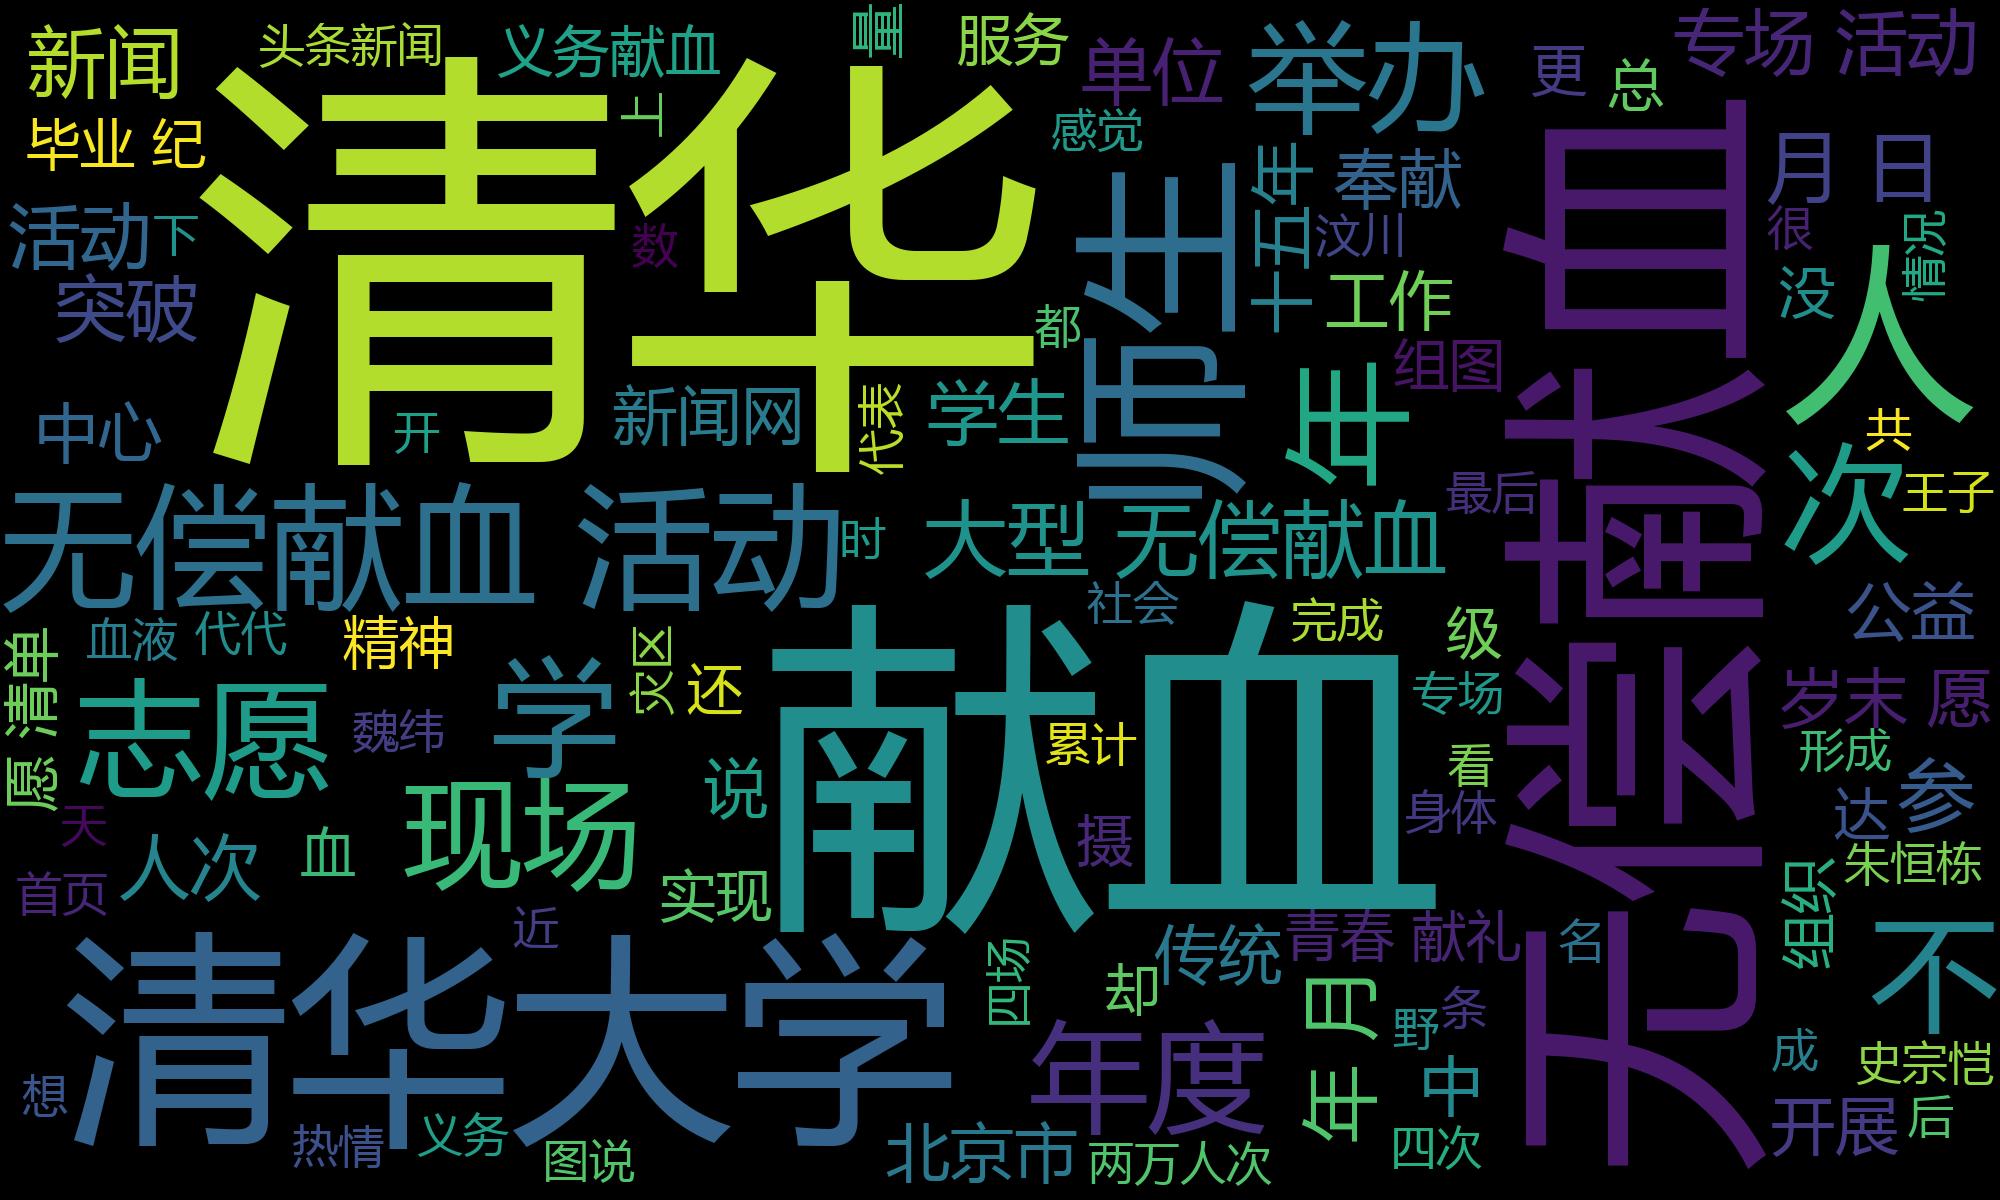 新闻
头条新闻
义务献血
量
服务
单位
举办
更
总
专场 活动
毕业 纪
清华
上
感觉
十五年
奉献
汶川
月 日
很
情况
活动
下
数
师生
突破
都
工作
没
人
无偿献血
组图
年
中心
开
新闻网
代表
学生
共
次
最后
王子
无偿献血 活动
时
大型 无偿献血
社会
完成
级
公益
血液
代代
精神
灾区
还
献血
愿 清单
志愿
魏纬
学
累计
专场
岁末 愿
说
看
形成
天
现场
摄
身体
达
参
人次
血
首页
实现
朱恒栋
组织
近
青春 献礼
名
不
清华大学
四场
却
传统
年 月
野
条
年度
成
史宗恺
想
中
热情
义务
图说
北京市
两万人次
四次
开展
后